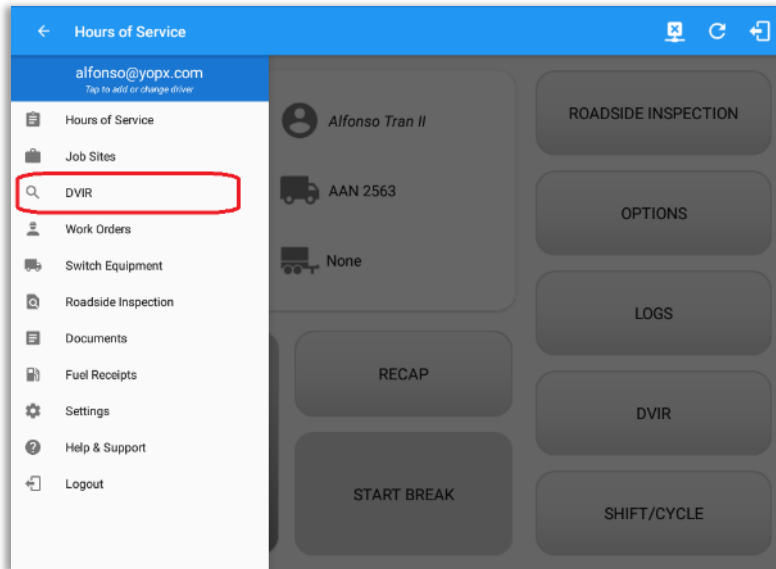 Hours of Service
alfonso@yopx.com
Tap to add or change driver
Hours of Service
Job Sites
DVIR
Work Orders
Switch Equipment
Roadside Inspection
Documents
Fuel Receipts
Settings
Help & Support
Logout
Alfonso Tran II
AAN 2563
None
RECAP
START BREAK
ROADSIDE INSPECTION
OPTIONS
LOGS
DVIR
SHIFT/CYCLE